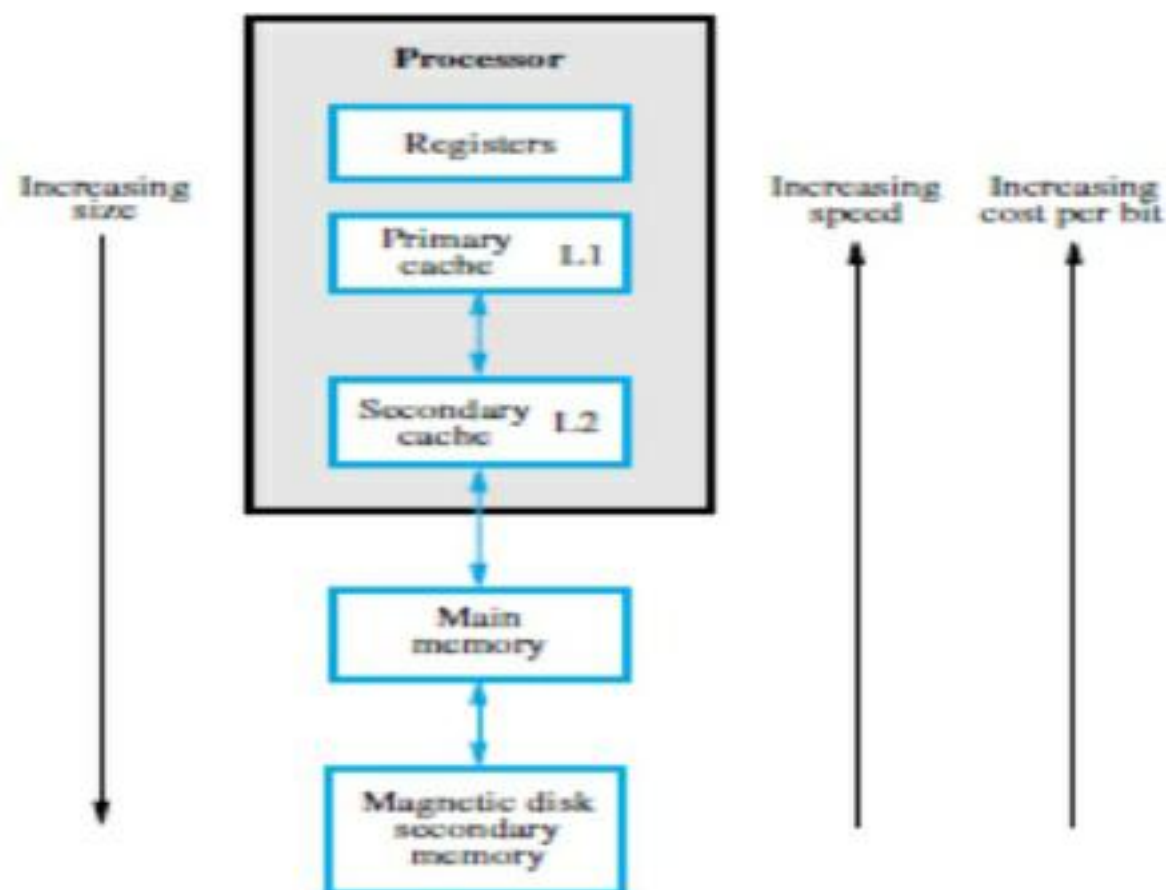 Processor
Registers
Increasing
size
Increasing
speed
Increasing
cost per bit
Primary
cache L1
Secondary
cache L2
Main
memory
Magnetic disk
secondary
memory